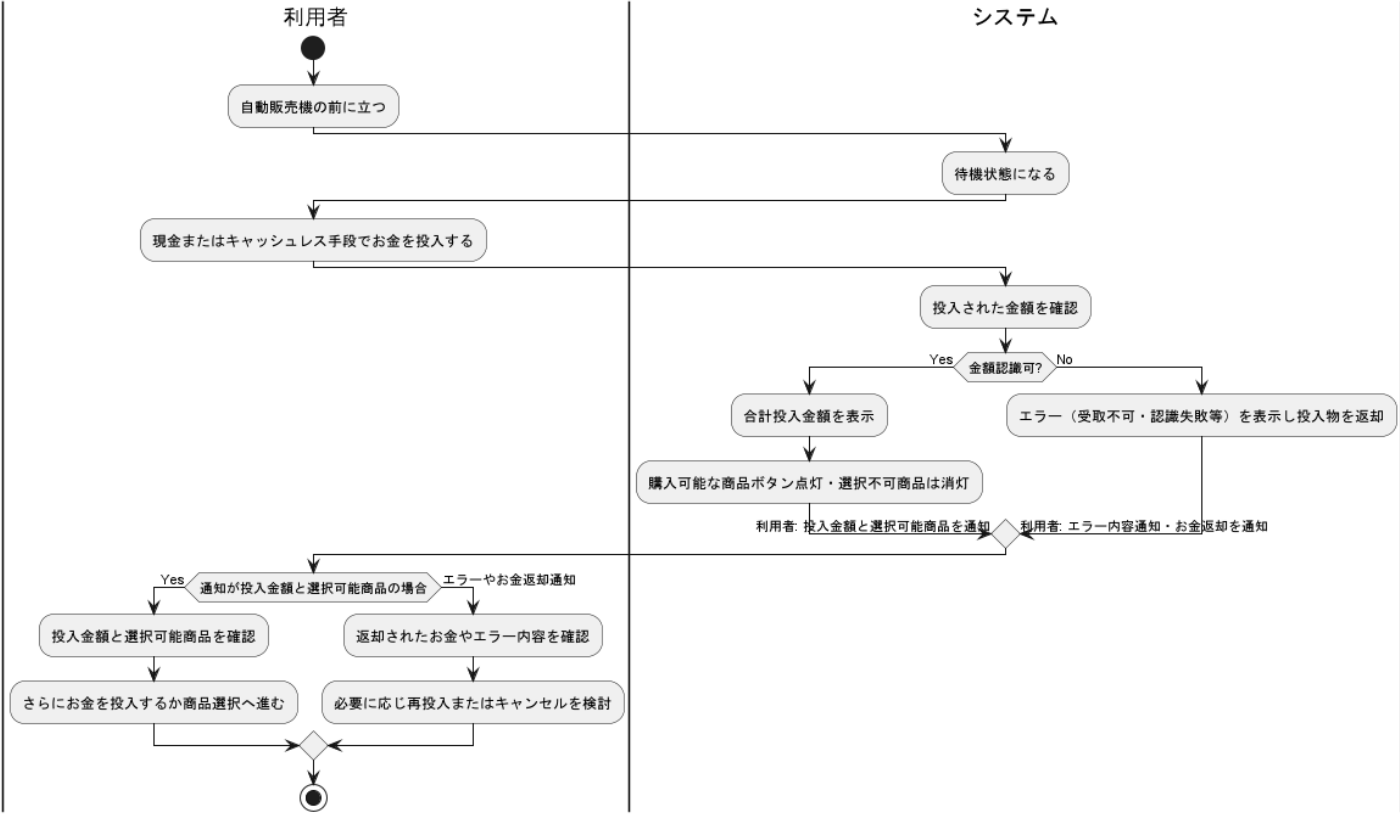 利用者
システム
自動販売機の前に立つ
待機状態になる
現金またはキャッシュレス手段でお金を投入する
投入された金額を確認
Yes
金額認識可?
No
合計投入金額を表示
エラー（受取不可・認識失敗等）を表示し投入物を返却
購入可能な商品ボタン点灯・選択不可商品は消灯
利用者: 投入金額と選択可能商品を通知
利用者: エラー内容通知・お金返却を通知
Yes
通知が投入金額と選択可能商品の場合
エラーやお金返却通知
投入金額と選択可能商品を確認
返却されたお金やエラー内容を確認
さらにお金を投入するか商品選択へ進む
必要に応じ再投入またはキャンセルを検討